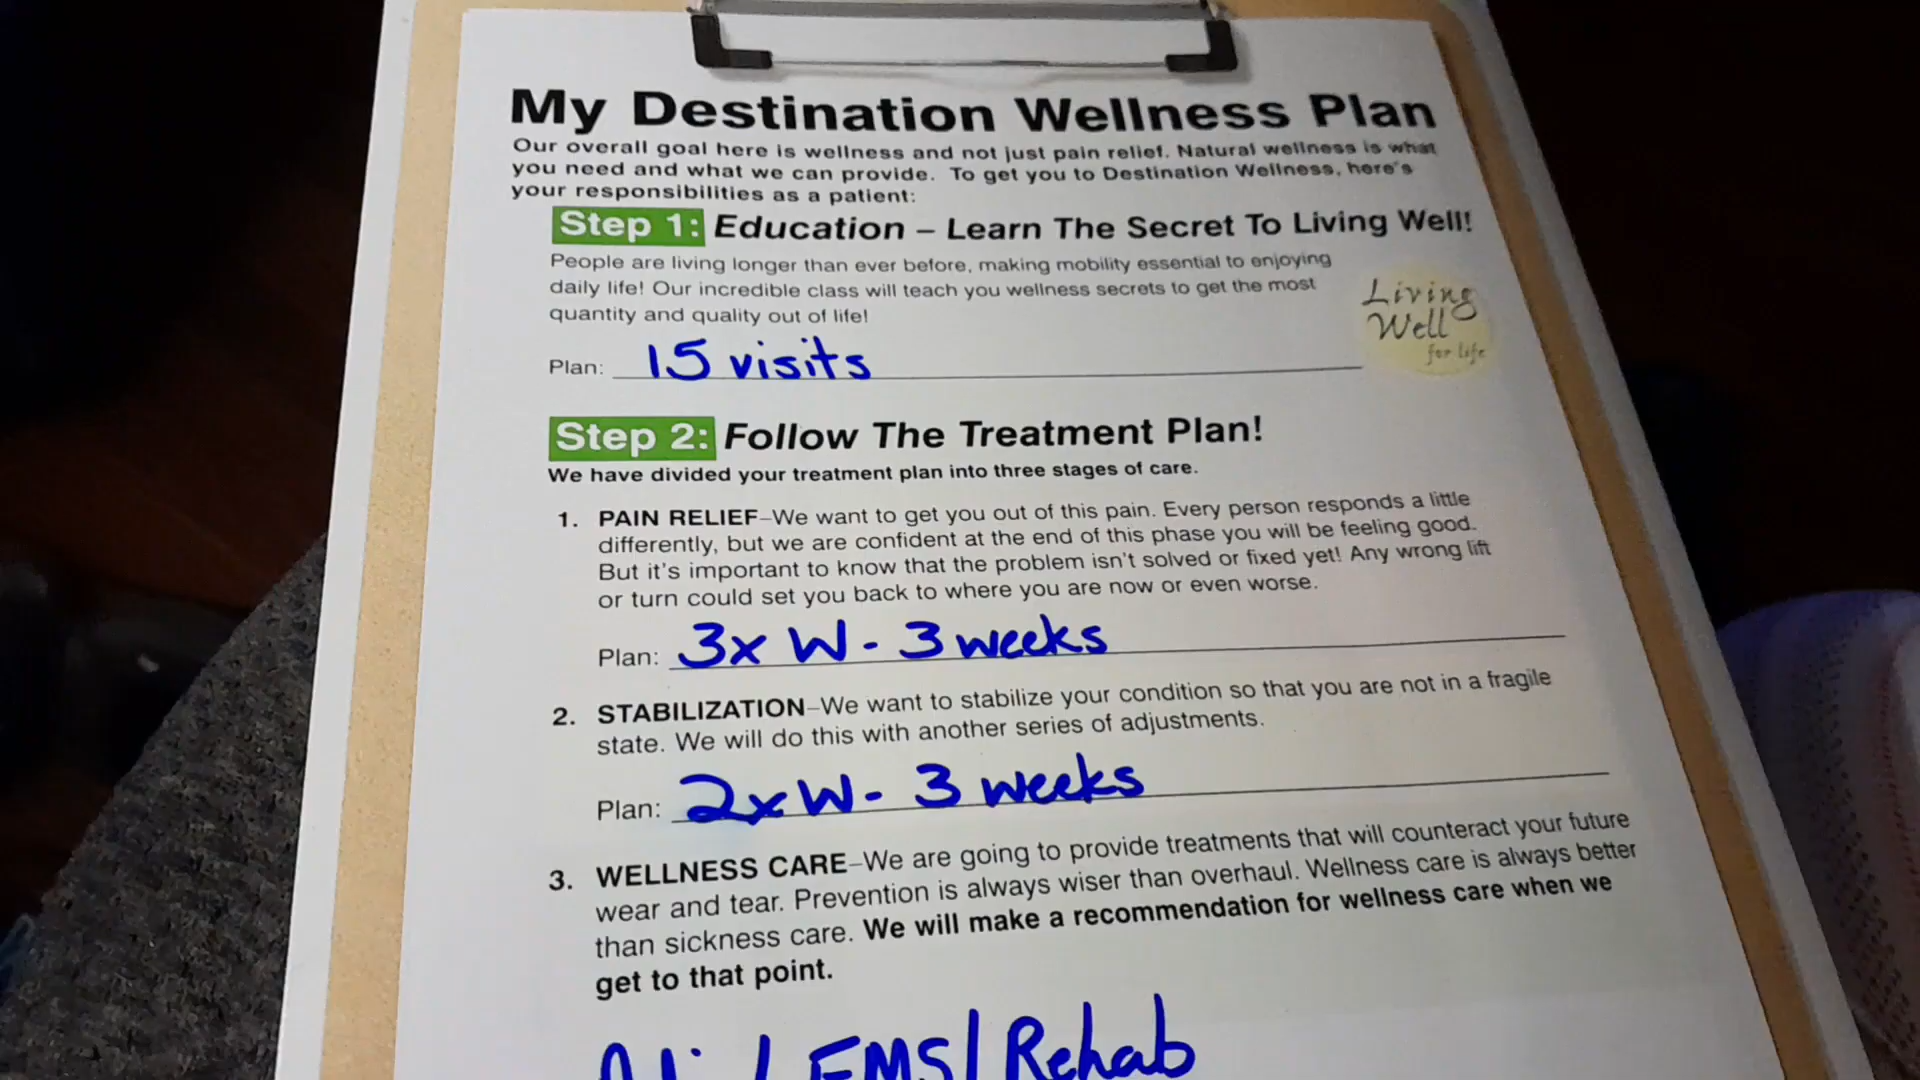 My Destination Wellness Plan
Our overall goal here is wellness and not just pain relief. Natural wellness is what
you need and what we can provide. To get you to Destination Wellness, here's
your responsibilities as a patient:
Step 1: Education – Learn The Secret To Living Well!
People are living longer than ever before, making mobility essential to enjoying
daily life! Our incredible class will teach you wellness secrets to get the most
quantity and quality out of life!
Living
Well
for life
Plan: 15 visits
Step 2: Follow The Treatment Plan!
We have divided your treatment plan into three stages of care.
1. PAIN RELIEF–We want to get you out of this pain. Every person responds a little
differently, but we are confident at the end of this phase you will be feeling good.
But it's important to know that the problem isn't solved or fixed yet! Any wrong lift
or turn could set you back to where you are now or even worse.
Plan: 3x W - 3 weeks
2. STABILIZATION–We want to stabilize your condition so that you are not in a fragile
state. We will do this with another series of adjustments.
Plan: 2x W - 3 weeks
3. WELLNESS CARE–We are going to provide treatments that will counteract your future
wear and tear. Prevention is always wiser than overhaul. Wellness care is always better
than sickness care. We will make a recommendation for wellness care when we
get to that point.
/ EMS / Rehab